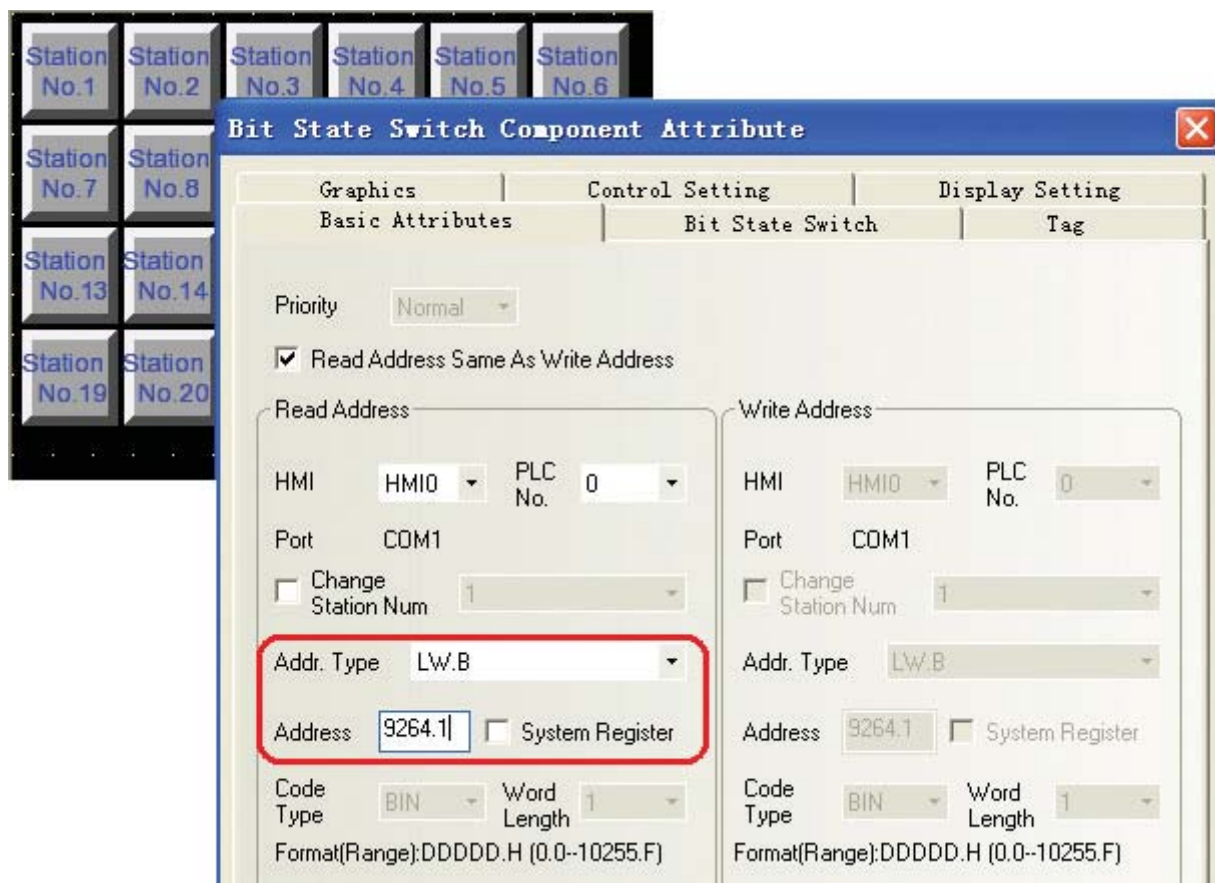 Station No.1
Station No.2
Station No.3
Station No.4
Station No.5
Station No.6
Station No.7
Station No.8
Station No.13
Station No.14
Station No.19
Station No.20
Bit State Switch Component Attribute
Graphics
Control Setting
Display Setting
Basic Attributes
Bit State Switch
Tag
Priority
Normal
Read Address Same As Write Address
Read Address
HMI
HMI0
PLC No.
0
Port
COM1
Change Station Num
1
Addr. Type
LW.B
Address
9264.1
System Register
Code Type
BIN
Word Length
1
Format(Range):DDDDD.H (0.0--10255.F)
Write Address
HMI
HMI0
PLC No.
0
Port
COM1
Change Station Num
1
Addr. Type
LW.B
Address
9264.1
System Register
Code Type
BIN
Word Length
1
Format(Range):DDDDD.H (0.0--10255.F)